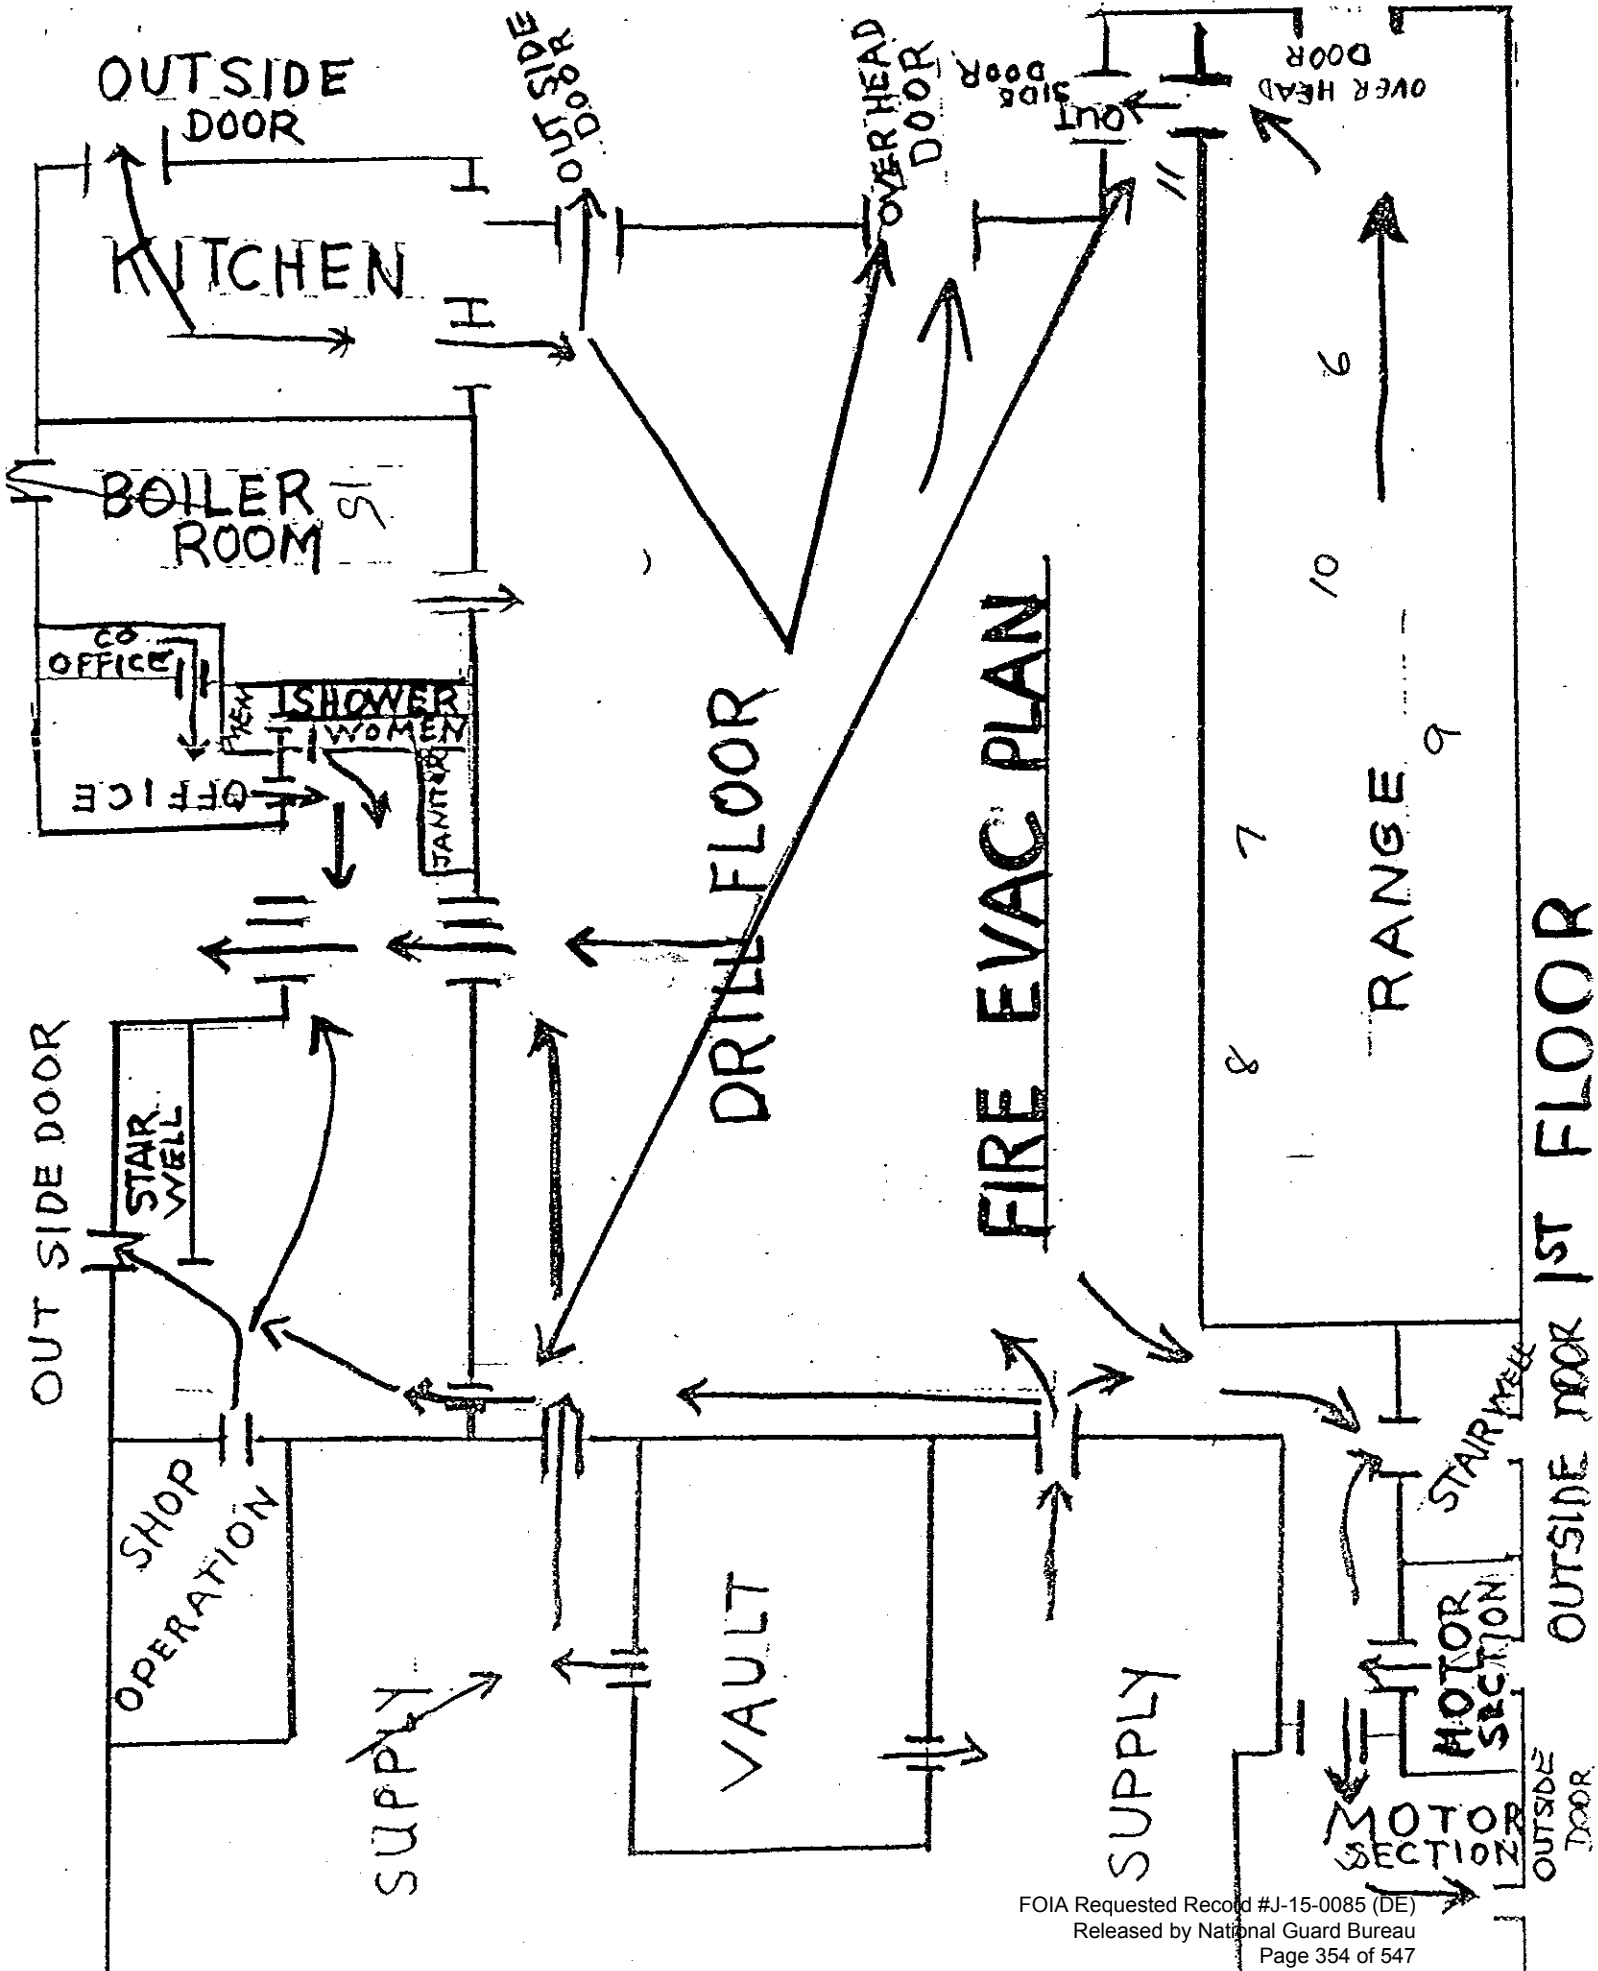 OUTSIDE
DOOR
OUT SIDE
DOOR
OVER HEAD
DOOR
OUT
SIDE
DOOR
OVER HEAD
DOOR
KITCHEN
11
6
BOILER
ROOM
15
10
CO
OFFICE
MEN
SHOWER
WOMEN
JANITOR
OFFICE
DRILL FLOOR
FIRE EVAC PLAN
9
7
RANGE
8
OUT SIDE DOOR
STAIR
WELL
1ST FLOOR
STAIRWELL
OUTSIDE DOOR
SHOP
OPERATION
SUPPLY
VAULT
SUPPLY
MOTOR
SECTION
MOTOR
SECTION
OUTSIDE
DOOR
FOIA Requested Record #J-15-0085 (DE)
Released by National Guard Bureau
Page 354 of 547